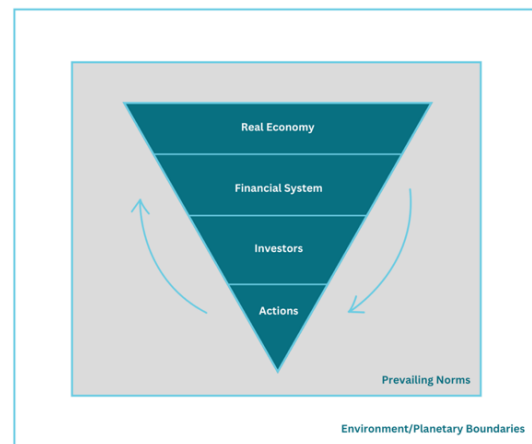 Real Economy
Financial System
Investors
Actions
Prevailing Norms
Environment/Planetary Boundaries